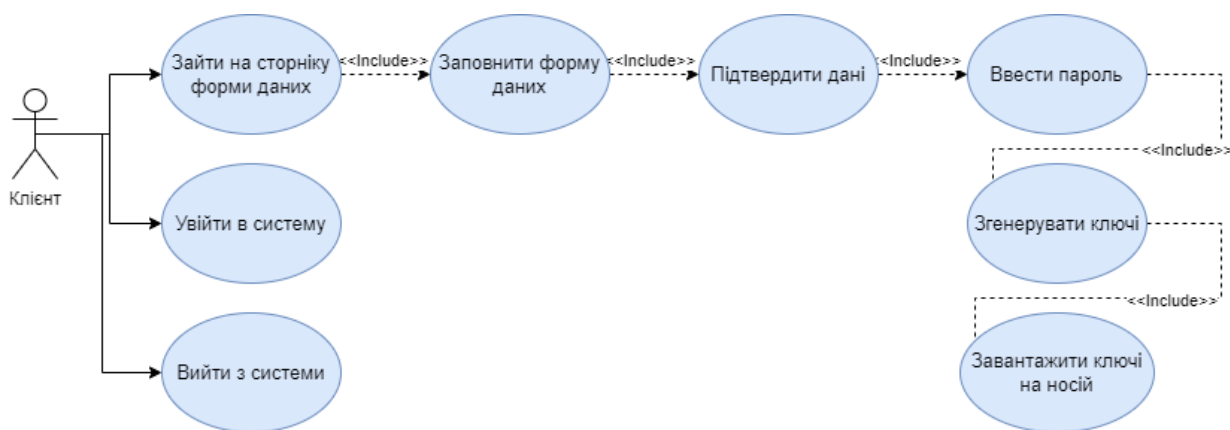 Зайти на сторніку
форми даних
<<Include>>
Заповнити форму
даних
<<Include>>
Підтвердити дані
<<Include>>
Ввести пароль
<<Include>>
Клієнт
Увійти в систему
Згенерувати ключі
<<Include>>
Вийти з системи
Завантажити ключі
на носій